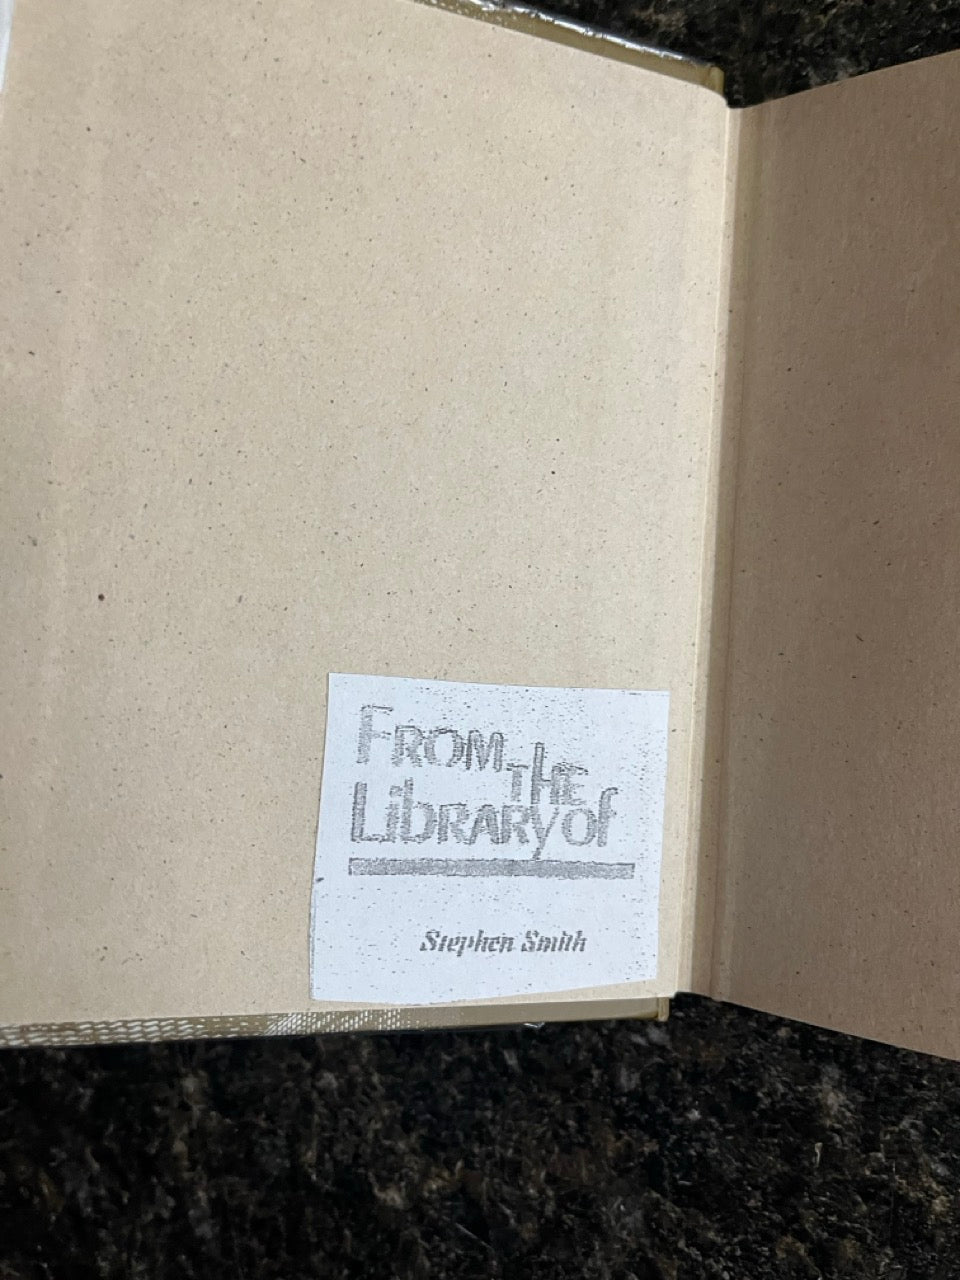 FROM THE
LibRARy of
Stephen Smith